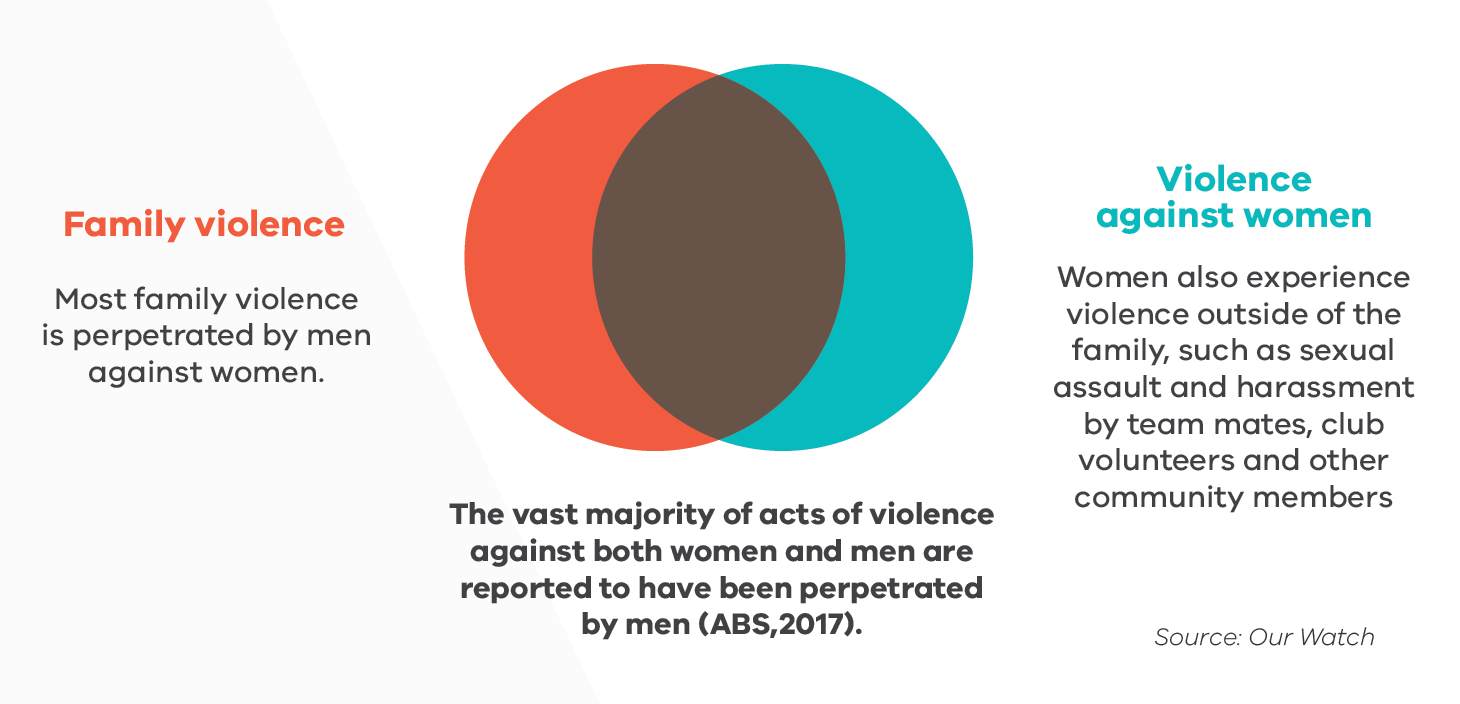 Family violence
Most family violence
is perpetrated by men
against women.
The vast majority of acts of violence
against both women and men are
reported to have been perpetrated
by men (ABS,2017).
Violence
against women
Women also experience
violence outside of the
family, such as sexual
assault and harassment
by team mates, club
volunteers and other
community members
Source: Our Watch